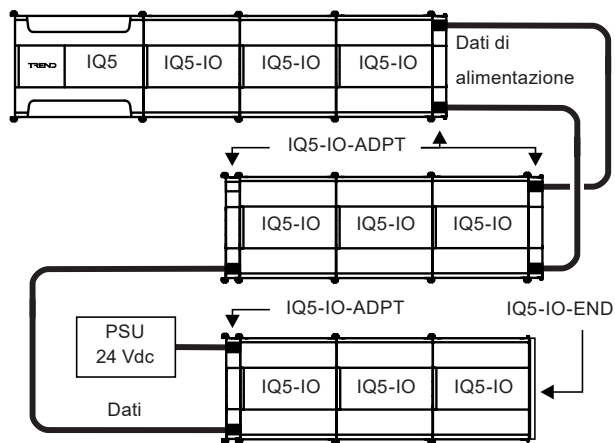 TREND IQ5 IQ5-IO IQ5-IO IQ5-IO
Dati di
alimentazione
IQ5-IO-ADPT
IQ5-IO IQ5-IO IQ5-IO
IQ5-IO-ADPT IQ5-IO-END
PSU
24 Vdc
IQ5-IO IQ5-IO IQ5-IO
Dati